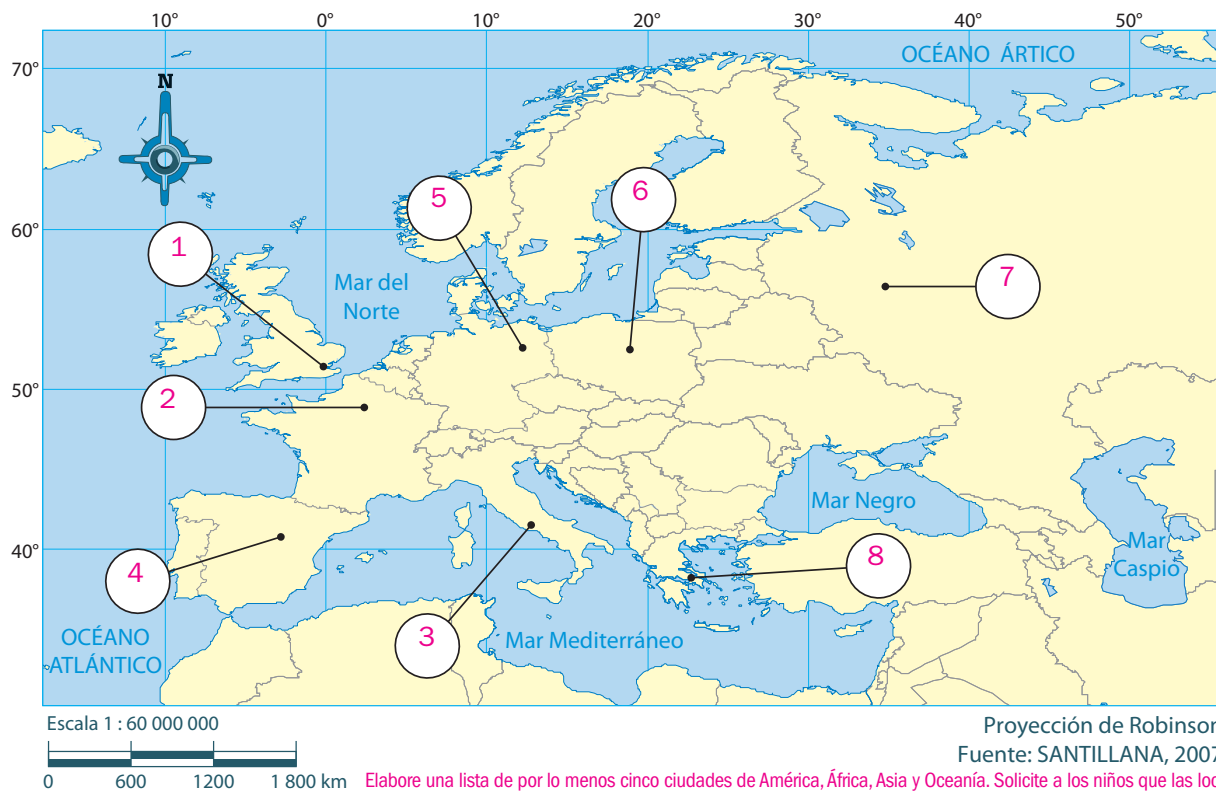 10° 0° 10° 20° 30° 40° 50°
OCÉANO ÁRTICO
70°
N
5
6
60°
1
7
Mar del
Norte
50°
2
Mar Negro
40°
4
8
Mar
Caspio
3
OCÉANO
ATLÁNTICO
Mar Mediterráneo
Escala 1 : 60 000 000
0 600 1200 1 800 km
Proyección de Robinson
Fuente: SANTILLANA, 2007
Elabore una lista de por lo menos cinco ciudades de América, África, Asia y Oceanía. Solicite a los niños que las loc